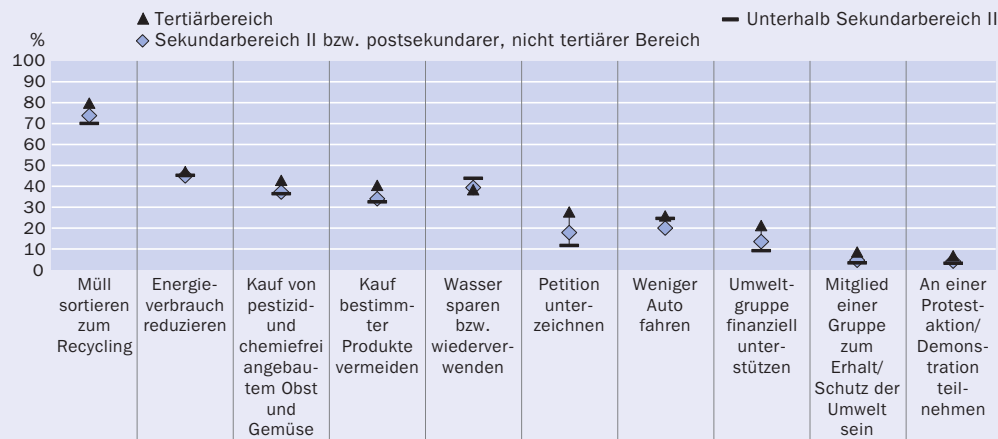 Tertiärbereich
Unterhalb Sekundarbereich II
Sekundarbereich II bzw. postsekundarer, nicht tertiärer Bereich
%
100
90
80
70
60
50
40
30
20
10
0
Müll
sortieren
zum
Recycling
Energie-
verbrauch
reduzieren
Kauf von
pestizid-
und
chemiefrei
angebau-
tem Obst
und
Gemüse
Kauf
bestimm-
ter
Produkte
vermeiden
Wasser
sparen
bzw.
wiederver-
wenden
Petition
unter-
zeichnen
Weniger
Auto
fahren
Umwelt-
gruppe
finanziell
unter-
stützen
Mitglied
einer
Gruppe
zum
Erhalt/
Schutz der
Umwelt
sein
An einer
Protest-
aktion/
Demons-
tration
teil-
nehmen